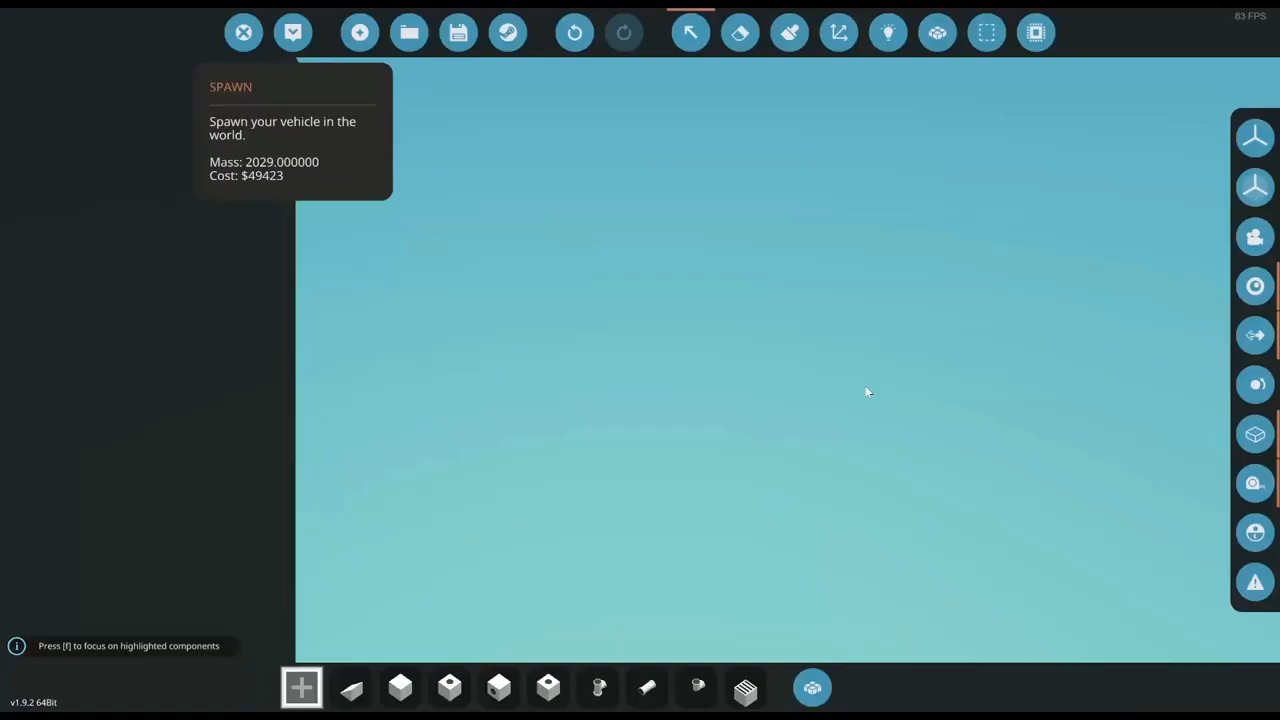 83 FPS
SPAWN
Spawn your vehicle in the
world.
Mass: 2029.000000
Cost: $49423
Press [f] to focus on highlighted components
v1.9.2 64Bit